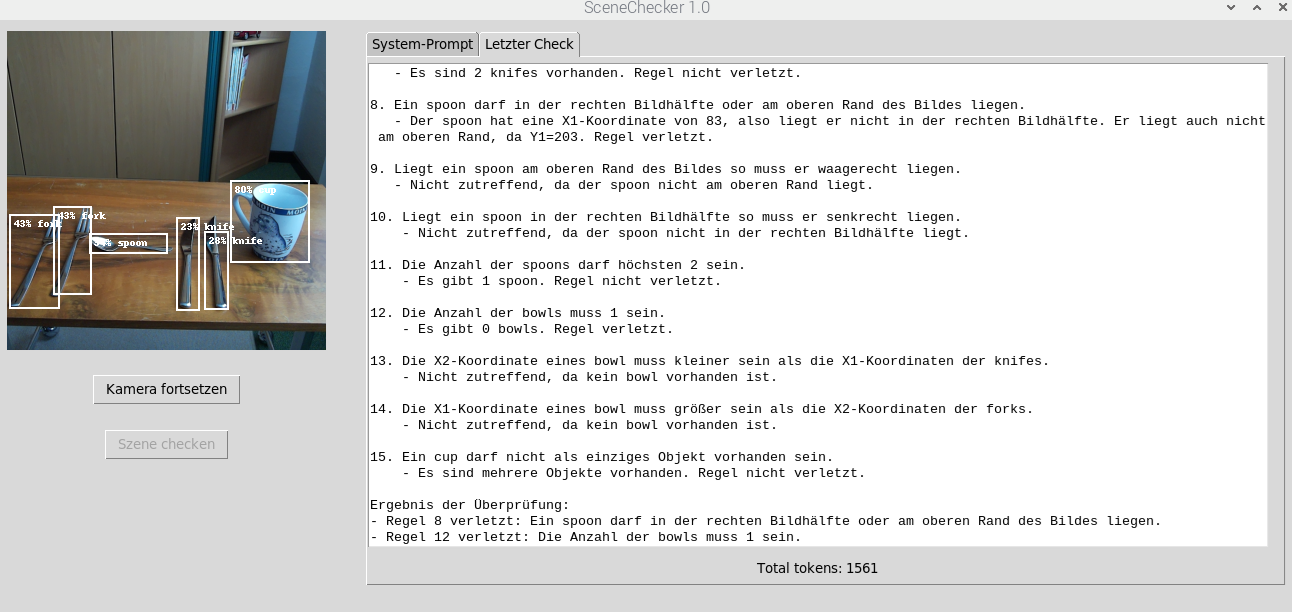 SceneChecker 1.0
System-Prompt
Letzter Check
80% cup
43% fork
43% fork
23% knife
28% knife
spoon
MOIN
Kamera fortsetzen
Szene checken
- Es sind 2 knifes vorhanden. Regel nicht verletzt.
8. Ein spoon darf in der rechten Bildhälfte oder am oberen Rand des Bildes liegen.
- Der spoon hat eine X1-Koordinate von 83, also liegt er nicht in der rechten Bildhälfte. Er liegt auch nicht
am oberen Rand, da Y1=203. Regel verletzt.
9. Liegt ein spoon am oberen Rand des Bildes so muss er waagerecht liegen.
- Nicht zutreffend, da der spoon nicht am oberen Rand liegt.
10. Liegt ein spoon in der rechten Bildhälfte so muss er senkrecht liegen.
- Nicht zutreffend, da der spoon nicht in der rechten Bildhälfte liegt.
11. Die Anzahl der spoons darf höchsten 2 sein.
- Es gibt 1 spoon. Regel nicht verletzt.
12. Die Anzahl der bowls muss 1 sein.
- Es gibt 0 bowls. Regel verletzt.
13. Die X2-Koordinate eines bowl muss kleiner sein als die X1-Koordinaten der knifes.
- Nicht zutreffend, da kein bowl vorhanden ist.
14. Die X1-Koordinate eines bowl muss größer sein als die X2-Koordinaten der forks.
- Nicht zutreffend, da kein bowl vorhanden ist.
15. Ein cup darf nicht als einziges Objekt vorhanden sein.
- Es sind mehrere Objekte vorhanden. Regel nicht verletzt.
Ergebnis der Überprüfung:
- Regel 8 verletzt: Ein spoon darf in der rechten Bildhälfte oder am oberen Rand des Bildes liegen.
- Regel 12 verletzt: Die Anzahl der bowls muss 1 sein.
Total tokens: 1561